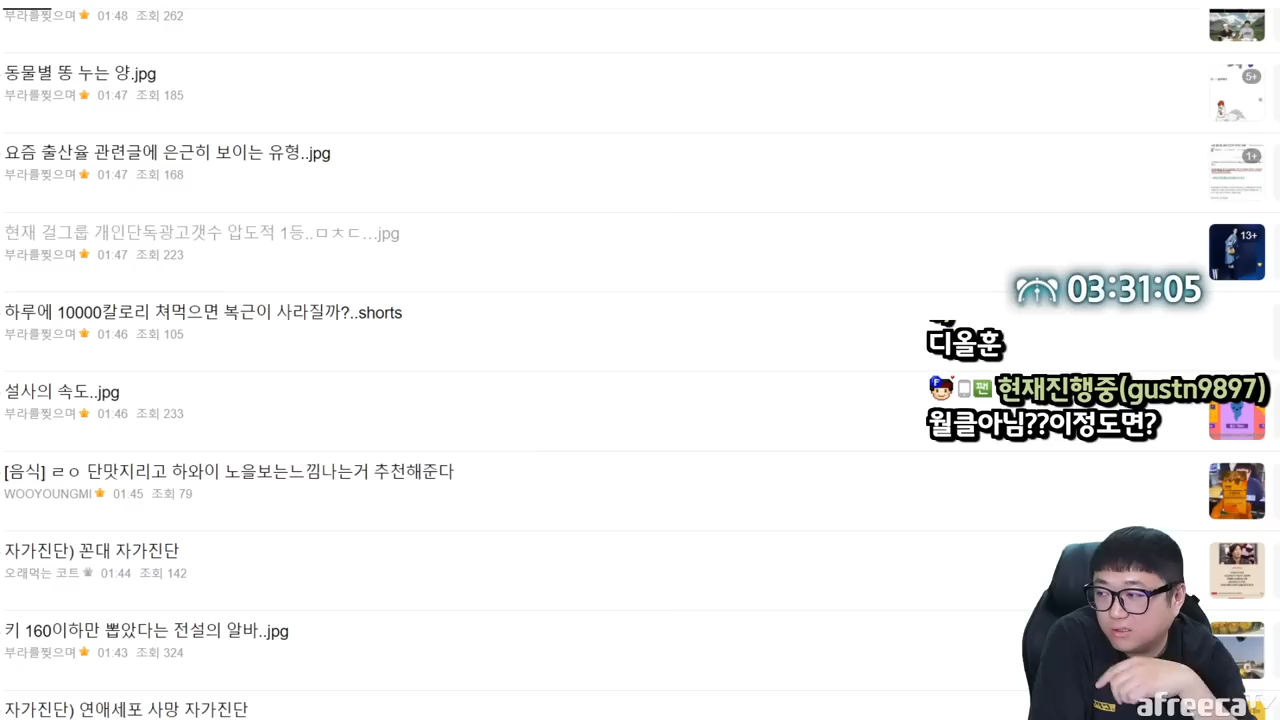 부라를찢으며 01:48 조회 262
동물별 똥 누는 양.jpg
부라를찢으며 01:47 조회 185
5+
요즘 출산율 관련글에 은근히 보이는 유형..jpg
부라를찢으며 01:47 조회 168
1+
현재 걸그룹 개인단독광고갯수 압도적 1등..ㅁㅊㄷ...jpg
부라를찢으며 01:47 조회 223
13+
03:31:05
하루에 10000칼로리 쳐먹으면 복근이 사라질까?..shorts
부라를찢으며 01:46 조회 105
디올훈
설사의 속도..jpg
부라를찢으며 01:46 조회 233
F 팬 현재진행중(gustn9897)
월클아님??이정도면?
[음식] ㄹㅇ 단맛지리고 하와이 노을보는느낌나는거 추천해준다
WOOYOUNGMI 01:45 조회 79
자가진단) 꼰대 자가진단
오래먹는 코트 01:44 조회 142
키 160이하만 뽑았다는 전설의 알바..jpg
부라를찢으며 01:43 조회 324
자가진단) 연애세포 사망 자가진단
afreecaTV